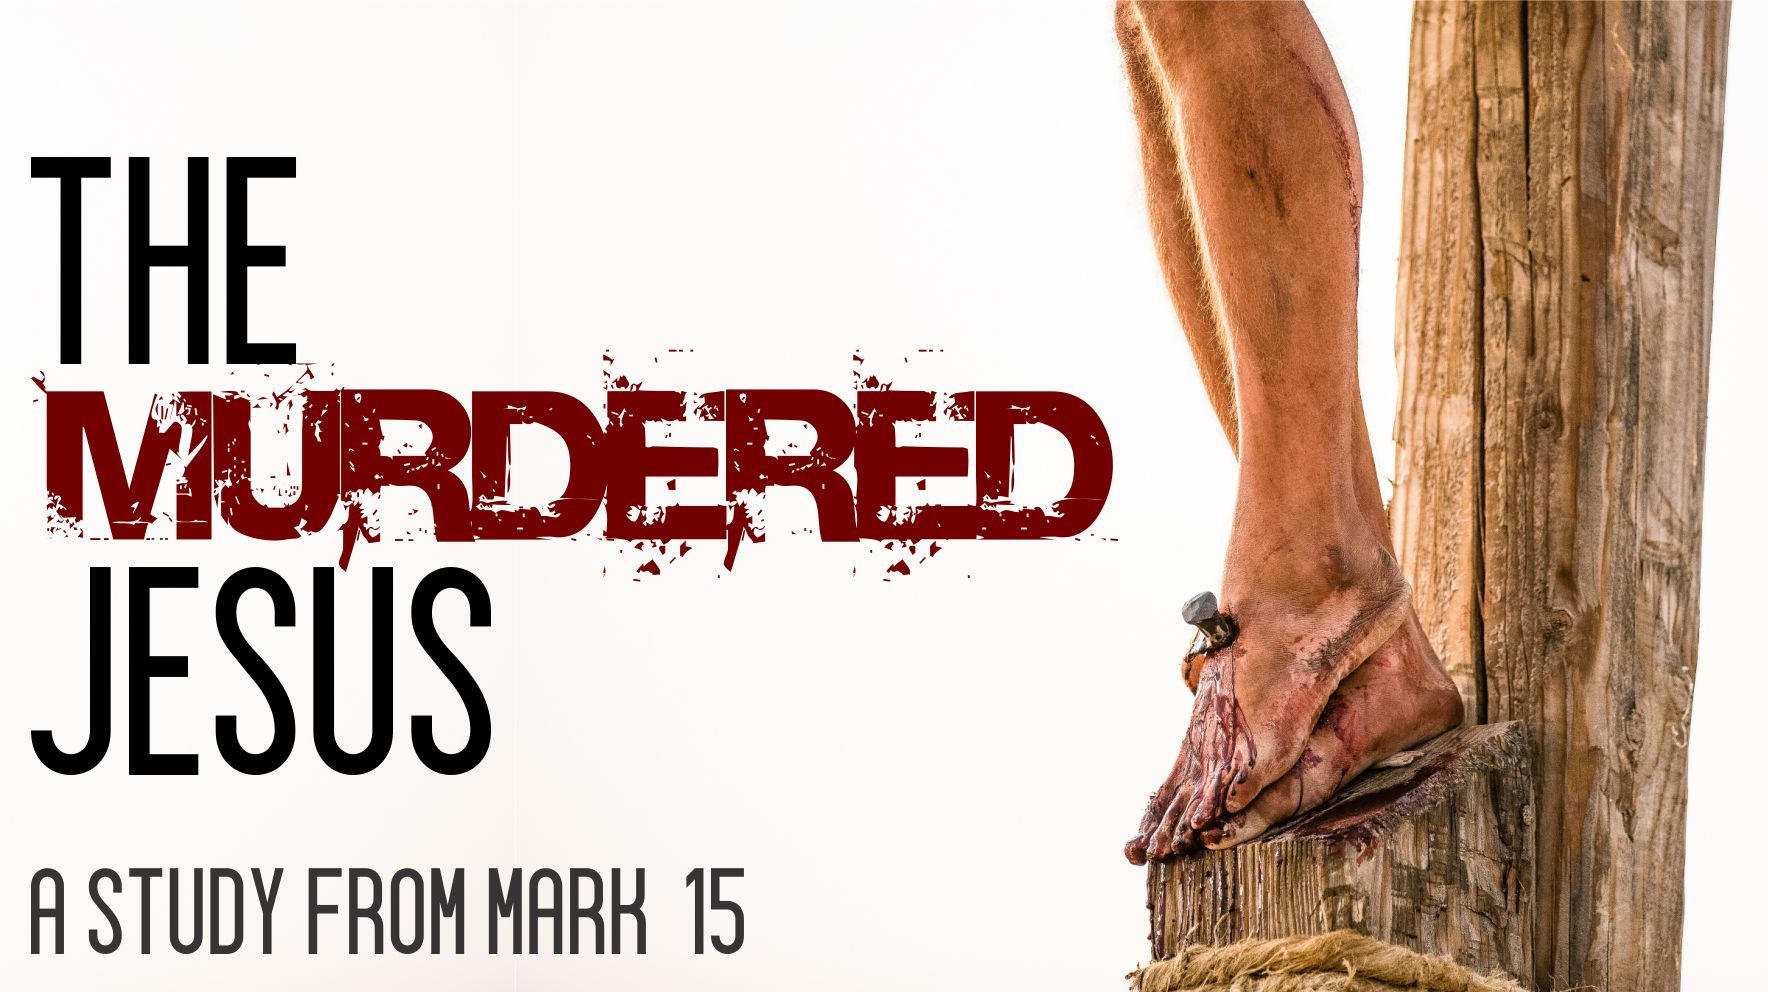 THE
MURDERED
JESUS
A STUDY FROM MARK 15